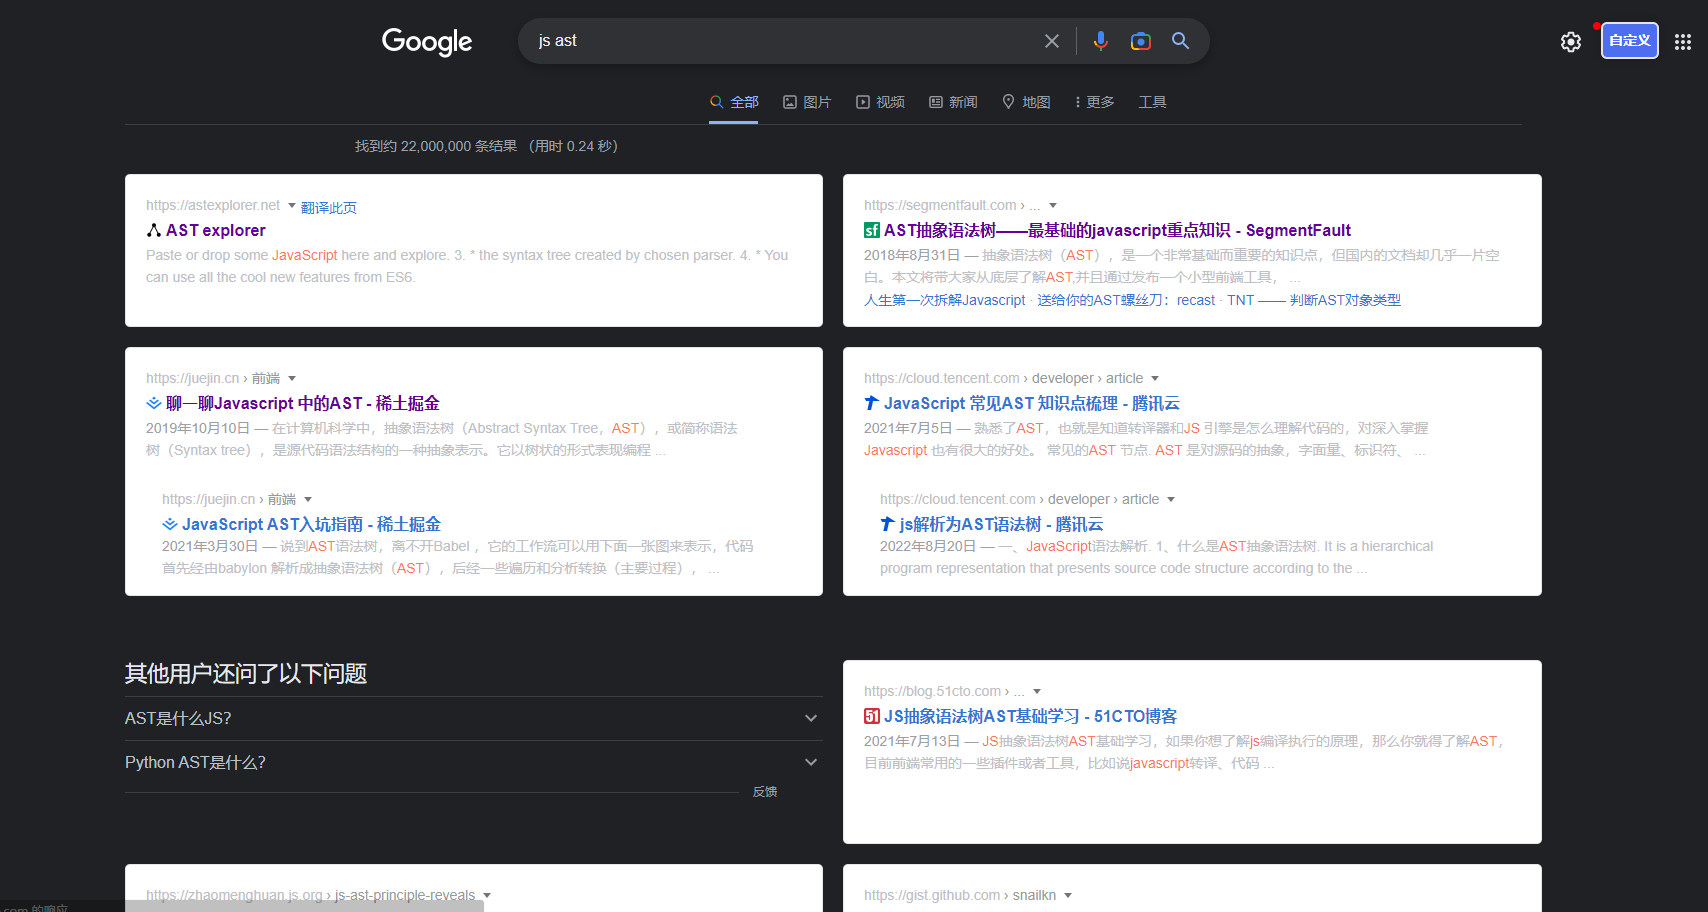 Google
js ast
自定义
全部
图片
视频
新闻
地图
更多
工具
找到约 22,000,000 条结果 （用时 0.24 秒）
https://astexplorer.net 翻译此页
AST explorer
Paste or drop some JavaScript here and explore. 3. * the syntax tree created by chosen parser. 4. * You
can use all the cool new features from ES6.
https://segmentfault.com › ...
sf AST抽象语法树——最基础的javascript重点知识 - SegmentFault
2018年8月31日 — 抽象语法树（AST），是一个非常基础而重要的知识点，但国内的文档却几乎一片空
白。本文将带大家从底层了解AST,并且通过发布一个小型前端工具， ...
人生第一次拆解Javascript · 送给你的AST螺丝刀：recast · TNT —— 判断AST对象类型
https://juejin.cn › 前端
聊一聊Javascript 中的AST - 稀土掘金
2019年10月10日 — 在计算机科学中，抽象语法树（Abstract Syntax Tree，AST），或简称语法
树（Syntax tree），是源代码语法结构的一种抽象表示。它以树状的形式表现编程 ...
https://juejin.cn › 前端
JavaScript AST入坑指南 - 稀土掘金
2021年3月30日 — 说到AST语法树，离不开Babel ，它的工作流可以用下面一张图来表示，代码
首先经由babylon 解析成抽象语法树（AST），后经一些遍历和分析转换（主要过程）， ...
https://cloud.tencent.com › developer › article
JavaScript 常见AST 知识点梳理 - 腾讯云
2021年7月5日 — 熟悉了AST，也就是知道转译器和JS 引擎是怎么理解代码的，对深入掌握
Javascript 也有很大的好处。 常见的AST 节点. AST 是对源码的抽象，字面量、标识符、 ...
https://cloud.tencent.com › developer › article
js解析为AST语法树 - 腾讯云
2022年8月20日 — 一、JavaScript语法解析. 1、什么是AST抽象语法树. It is a hierarchical
program representation that presents source code structure according to the ...
其他用户还问了以下问题
AST是什么JS?
Python AST是什么?
反馈
https://blog.51cto.com › ...
51 JS抽象语法树AST基础学习 - 51CTO博客
2021年7月13日 — JS抽象语法树AST基础学习，如果你想了解js编译执行的原理，那么你就得了解AST，
目前前端常用的一些插件或者工具，比如说javascript转译、代码 ...
https://zhaomenghuan.js.org › js-ast-principle-reveals
https://gist.github.com › snailkn
.com 的响应